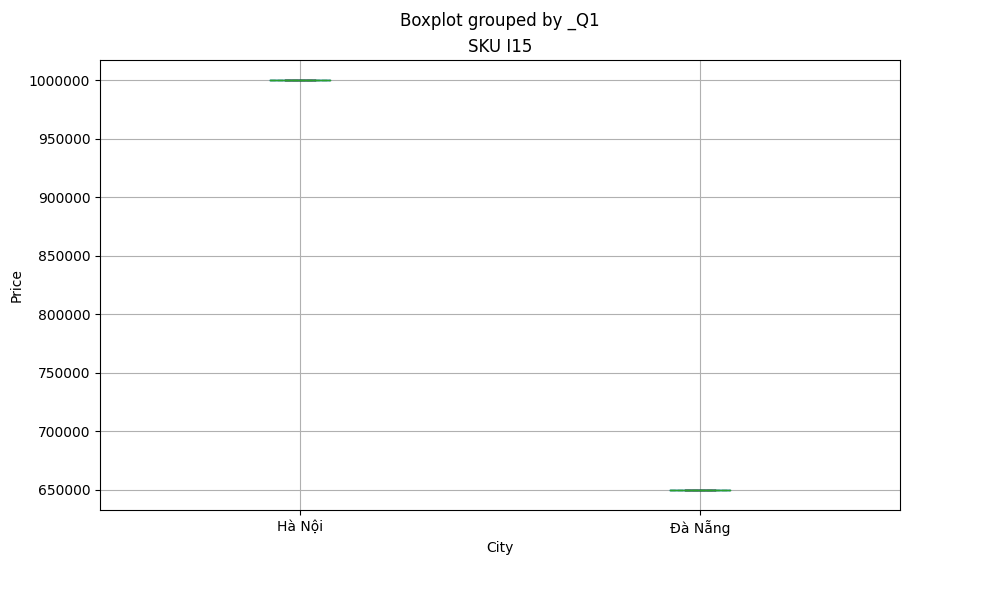 Boxplot grouped by _Q1
SKU I15
1000000
950000
900000
850000
800000
750000
700000
650000
Price
Hà Nội
Đà Nẵng
City